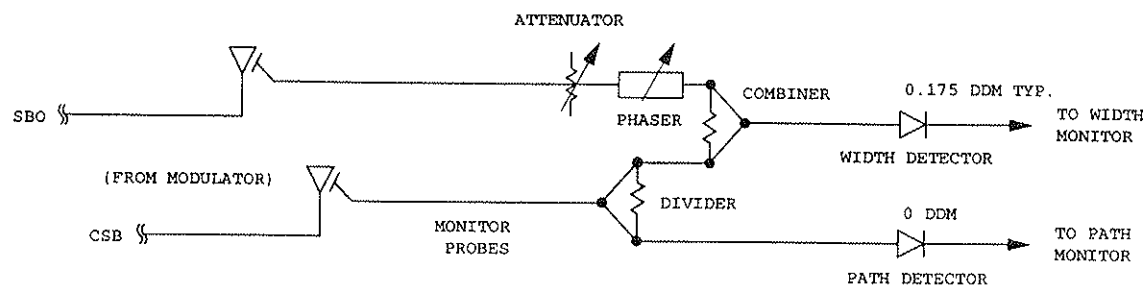 ATTENUATOR
0.175 DDM TYP.
COMBINER
SBO
PHASER
TO WIDTH
MONITOR
WIDTH DETECTOR
(FROM MODULATOR)
DIVIDER
0 DDM
CSB
MONITOR
PROBES
TO PATH
MONITOR
PATH DETECTOR